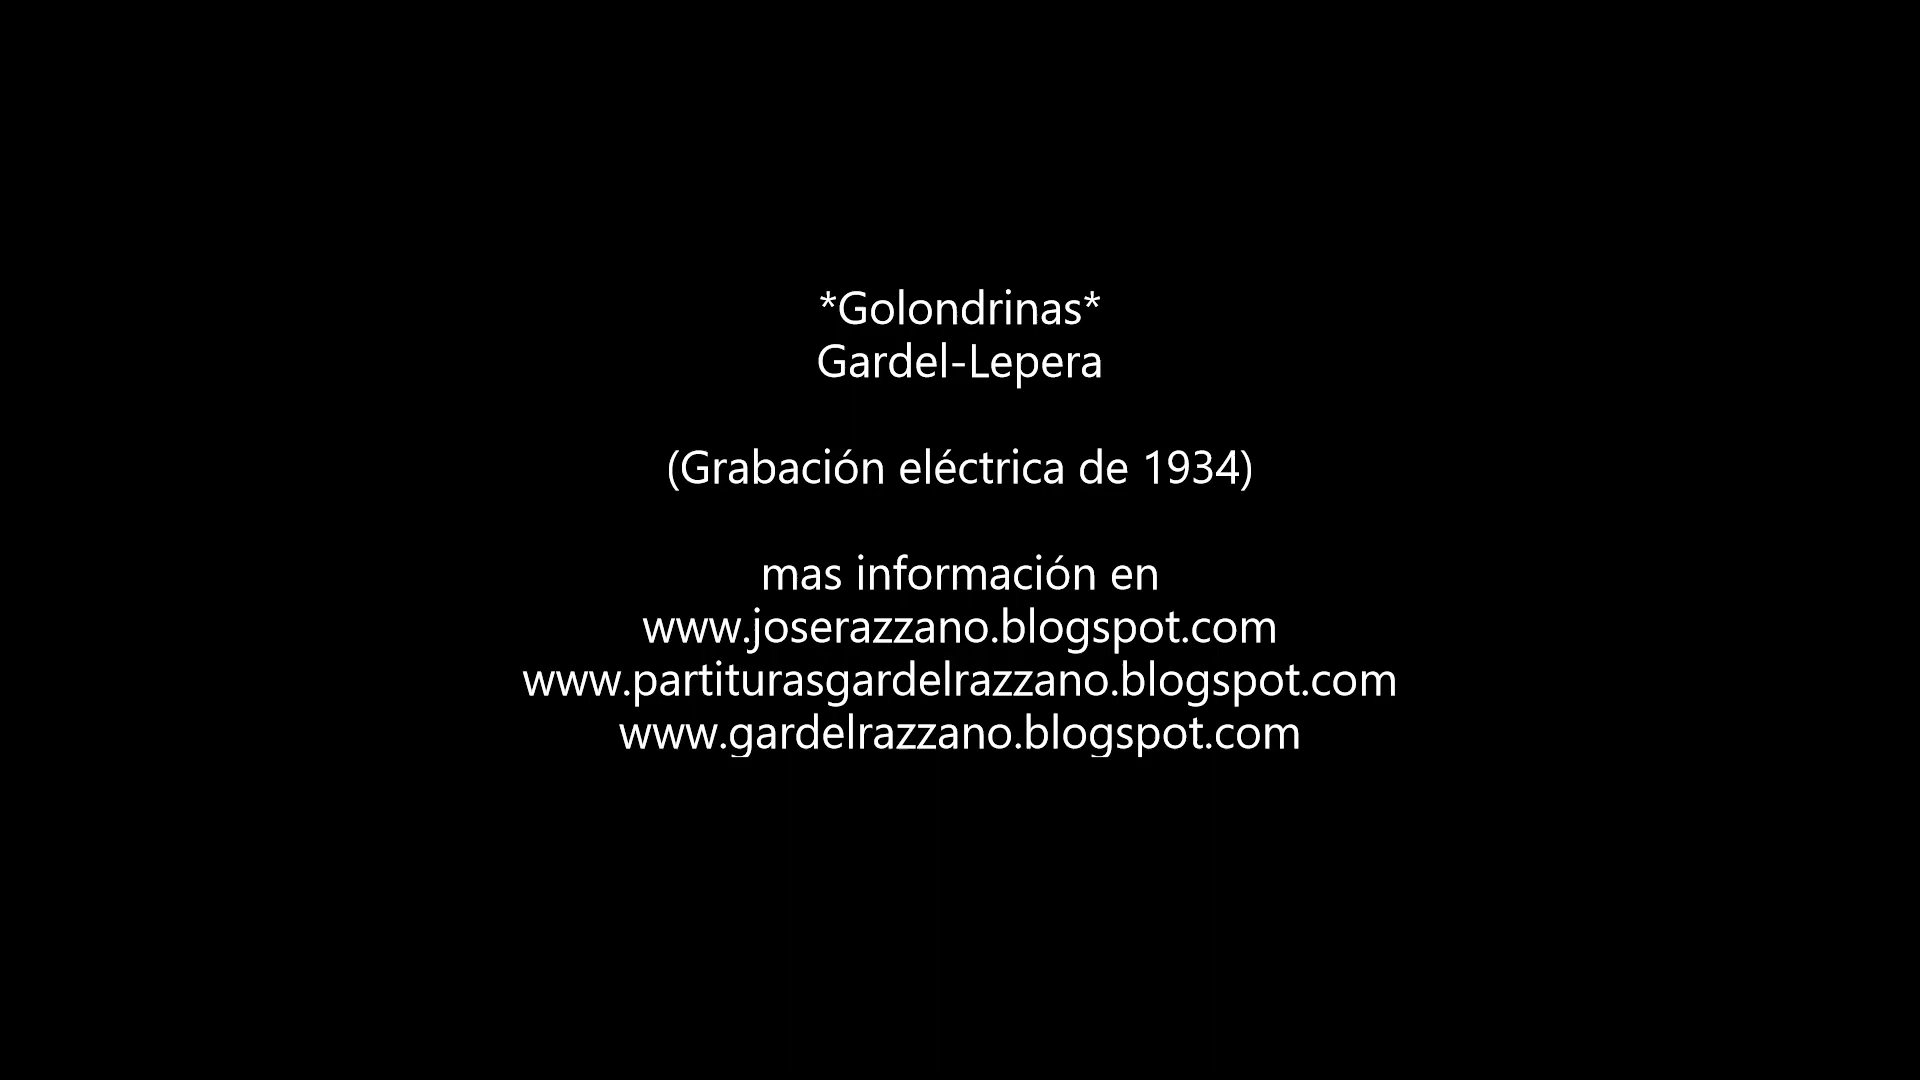 *Golondrinas*
Gardel-Lepera
(Grabación eléctrica de 1934)
mas información en
www.joserazzano.blogspot.com
www.partiturasgardelrazzano.blogspot.com
www.gardelrazzano.blogspot.com